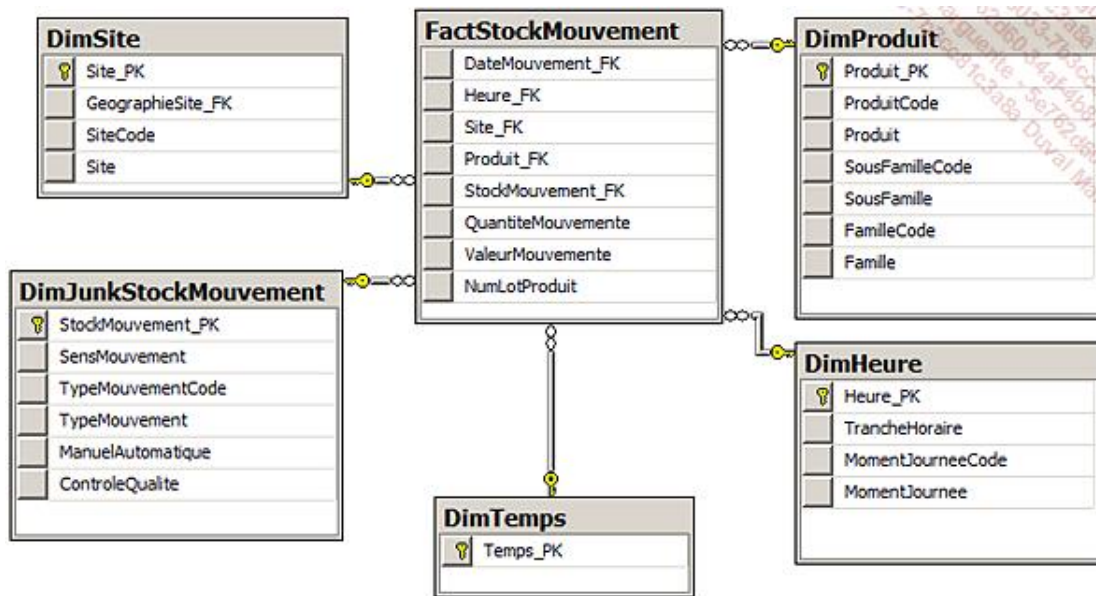 DimSite
Site_PK
GeographieSite_FK
SiteCode
Site
FactStockMouvement
DateMouvement_FK
Heure_FK
Site_FK
Produit_FK
StockMouvement_FK
QuantiteMouvemente
ValeurMouvemente
NumLotProduit
DimProduit
Produit_PK
ProduitCode
Produit
SousFamilleCode
SousFamille
FamilleCode
Famille
DimJunkStockMouvement
StockMouvement_PK
SensMouvement
TypeMouvementCode
TypeMouvement
ManuelAutomatique
ControleQualite
DimHeure
Heure_PK
TrancheHoraire
MomentJourneeCode
MomentJournee
DimTemps
Temps_PK